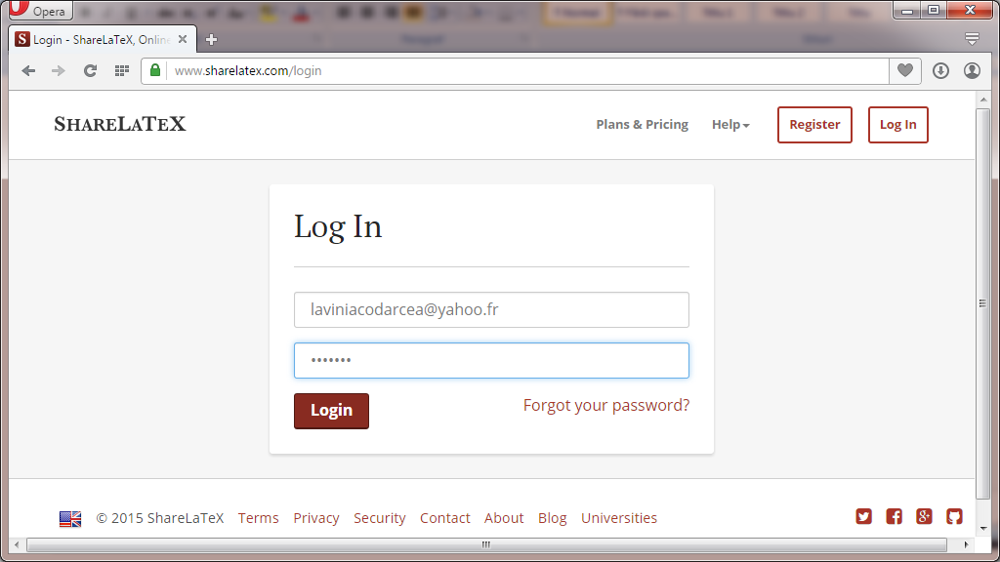 Opera
Login - ShareLaTeX, Online
www.sharelatex.com/login
SHARELATEX
Plans & Pricing
Help
Register
Log In
Log In
laviniacodarcea@yahoo.fr
•••••••
Login
Forgot your password?
© 2015 ShareLaTeX Terms Privacy Security Contact About Blog Universities